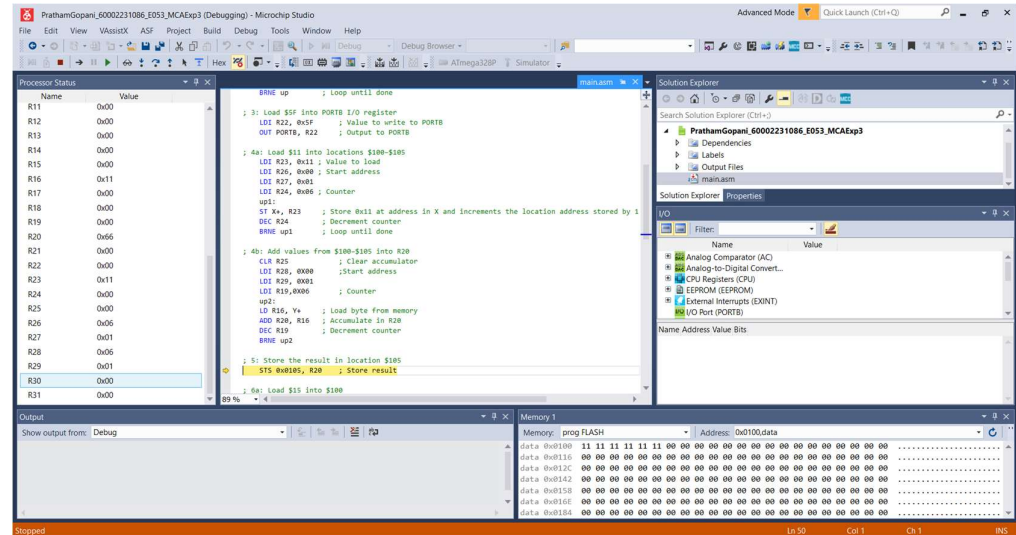 PrathamGopani_60002231086_E053_MCAExp3 (Debugging) - Microchip Studio
Advanced Mode
Quick Launch (Ctrl+Q)
File Edit View VAssistX ASF Project Build Debug Tools Window Help
Debug Debug Browser
Hex
ATmega328P Simulator
Processor Status
Name Value
R11 0x00
R12 0x00
R13 0x00
R14 0x00
R15 0x00
R16 0x11
R17 0x00
R18 0x00
R19 0x00
R20 0x66
R21 0x00
R22 0x00
R23 0x11
R24 0x00
R25 0x00
R26 0x06
R27 0x01
R28 0x06
R29 0x01
R30 0x00
R31 0x00
main.asm
BRNE up ; Loop until done
; 3: Load $5F into PORTB I/O register
LDI R22, 0x5F ; Value to write to PORTB
OUT PORTB, R22 ; Output to PORTB
; 4a: Load $11 into locations $100-$105
LDI R23, 0x11 ; Value to load
LDI R26, 0x00 ; Start address
LDI R27, 0x01
LDI R24, 0x06 ; Counter
up1:
ST X+, R23 ; Store 0x11 at address in X and increments the location address stored by 1
DEC R24 ; Decrement counter
BRNE up1 ; Loop until done
; 4b: Add values from $100-$105 into R20
CLR R25 ; Clear accumulator
LDI R28, 0X00 ;Start address
LDI R29, 0X01
LDI R19,0X06 ; Counter
up2:
LD R16, Y+ ; Load byte from memory
ADD R20, R16 ; Accumulate in R20
DEC R19 ; Decrement counter
BRNE up2
; 5: Store the result in location $105
STS 0x0105, R20 ; Store result
; 6a: Load $15 into $100
89 %
Solution Explorer
Search Solution Explorer (Ctrl+;)
PrathamGopani_60002231086_E053_MCAExp3
Dependencies
Labels
Output Files
main.asm
Solution Explorer Properties
I/O
Filter:
Name Value
Analog Comparator (AC)
Analog-to-Digital Convert...
CPU Registers (CPU)
EEPROM (EEPROM)
External Interrupts (EXINT)
I/O Port (PORTB)
Name Address Value Bits
Output
Show output from: Debug
Memory 1
Memory: prog FLASH Address: 0x0100,data
data 0x0100 11 11 11 11 11 11 00 00 00 00 00 00 00 00 00 00 00 00 00 00 00 00 ......................
data 0x0116 00 00 00 00 00 00 00 00 00 00 00 00 00 00 00 00 00 00 00 00 00 00 ......................
data 0x012C 00 00 00 00 00 00 00 00 00 00 00 00 00 00 00 00 00 00 00 00 00 00 ......................
data 0x0142 00 00 00 00 00 00 00 00 00 00 00 00 00 00 00 00 00 00 00 00 00 00 ......................
data 0x0158 00 00 00 00 00 00 00 00 00 00 00 00 00 00 00 00 00 00 00 00 00 00 ......................
data 0x016E 00 00 00 00 00 00 00 00 00 00 00 00 00 00 00 00 00 00 00 00 00 00 ......................
data 0x0184 00 00 00 00 00 00 00 00 00 00 00 00 00 00 00 00 00 00 00 00 00 00 ......................
Stopped Ln 50 Col 1 Ch 1 INS